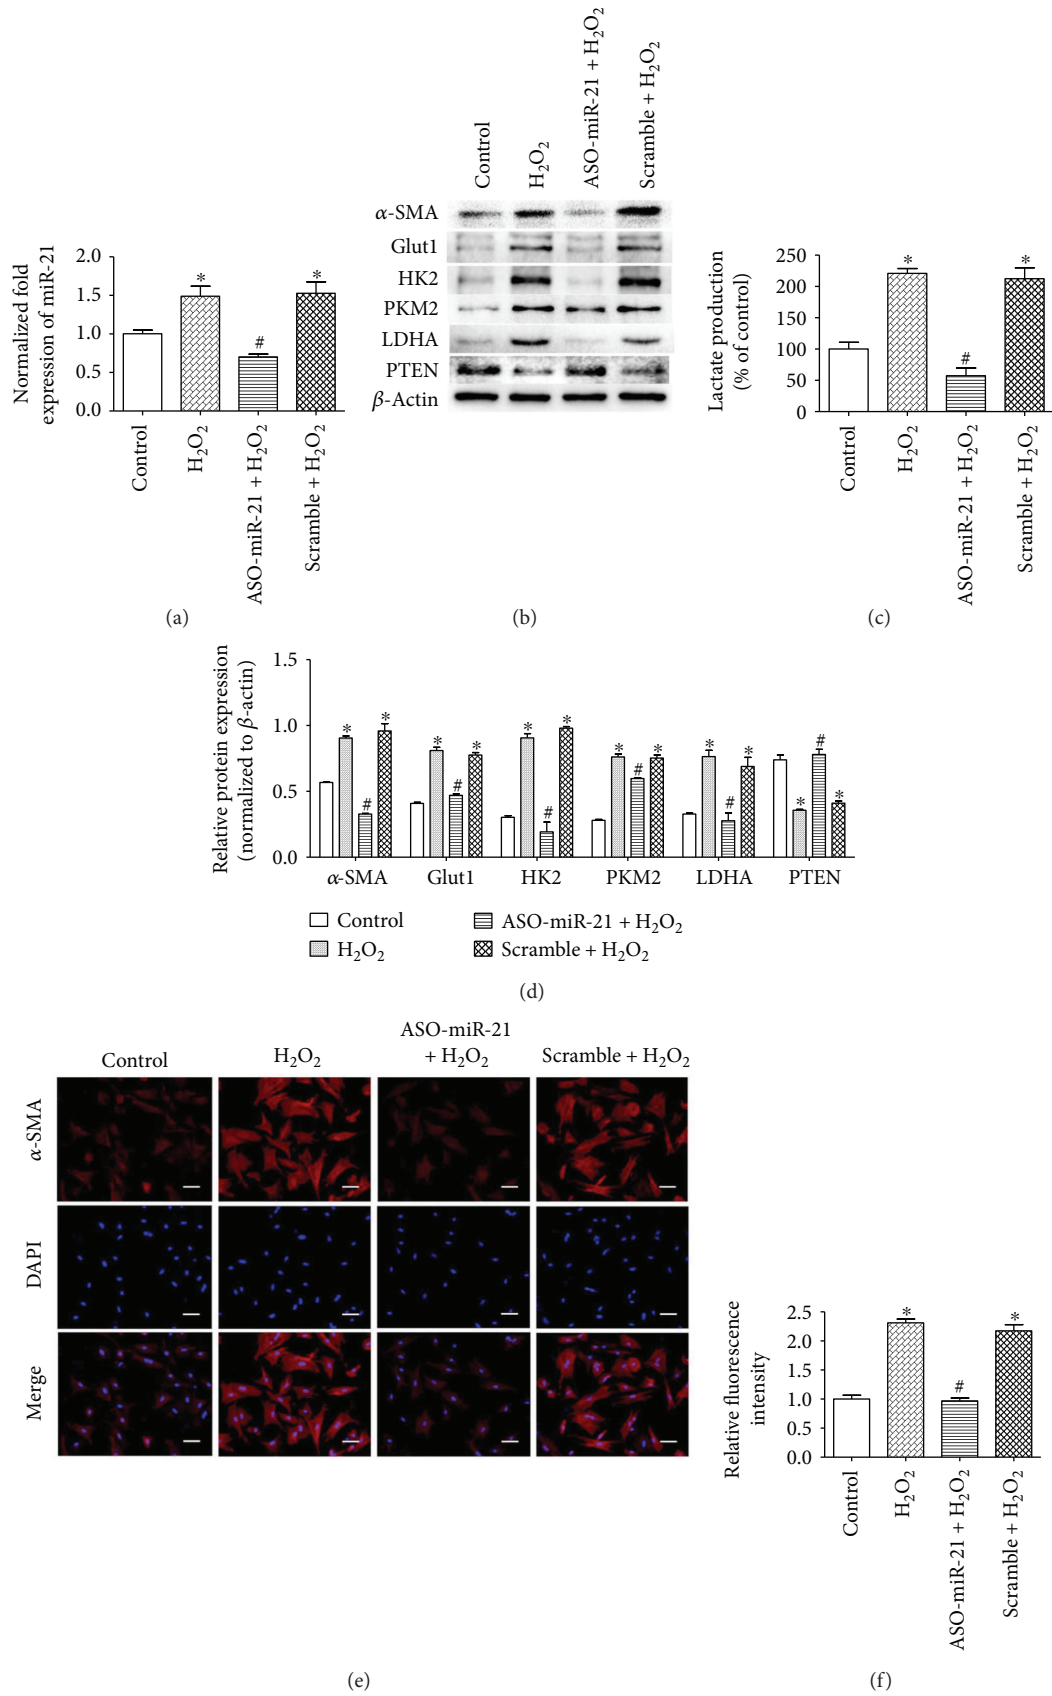 Normalized fold
expression of miR-21
2.0
1.5
1.0
0.5
0.0
*
#
*
Control
H₂O₂
ASO-miR-21 + H₂O₂
Scramble + H₂O₂
(a)
Control
H₂O₂
ASO-miR-21 + H₂O₂
Scramble + H₂O₂
α-SMA
Glut1
HK2
PKM2
LDHA
PTEN
β-Actin
(b)
Lactate production
(% of control)
250
200
150
100
50
0
*
#
*
Control
H₂O₂
ASO-miR-21 + H₂O₂
Scramble + H₂O₂
(c)
Relative protein expression
(normalized to β-actin)
1.5
1.0
0.5
0.0
* # *
* # *
* # *
* # *
* # *
* # *
α-SMA Glut1 HK2 PKM2 LDHA PTEN
Control
H₂O₂
ASO-miR-21 + H₂O₂
Scramble + H₂O₂
(d)
Control
H₂O₂
ASO-miR-21
+ H₂O₂
Scramble + H₂O₂
α-SMA
DAPI
Merge
(e)
Relative fluorescence
intensity
2.5
2.0
1.5
1.0
0.5
0.0
*
#
*
Control
H₂O₂
ASO-miR-21 + H₂O₂
Scramble + H₂O₂
(f)